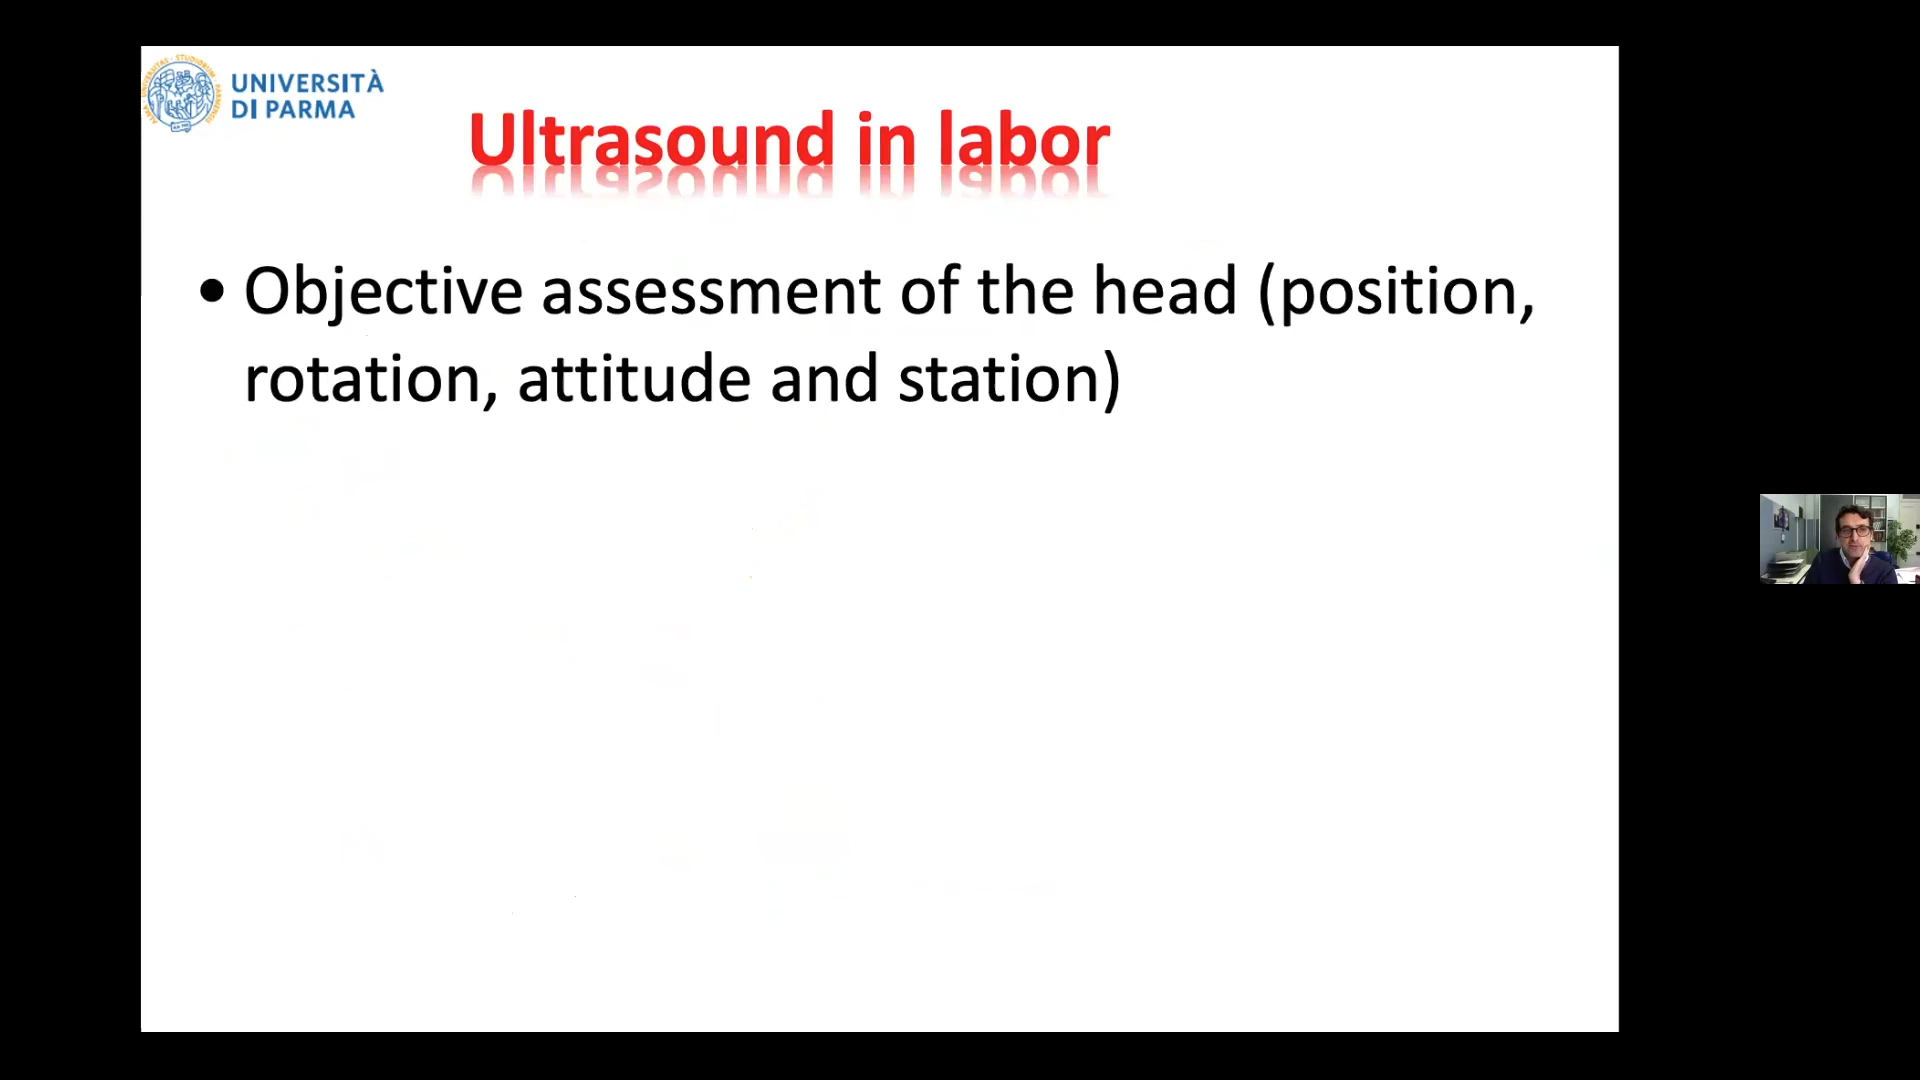 UNIVERSITÀ
DI PARMA
Ultrasound in labor
• Objective assessment of the head (position,
rotation, attitude and station)